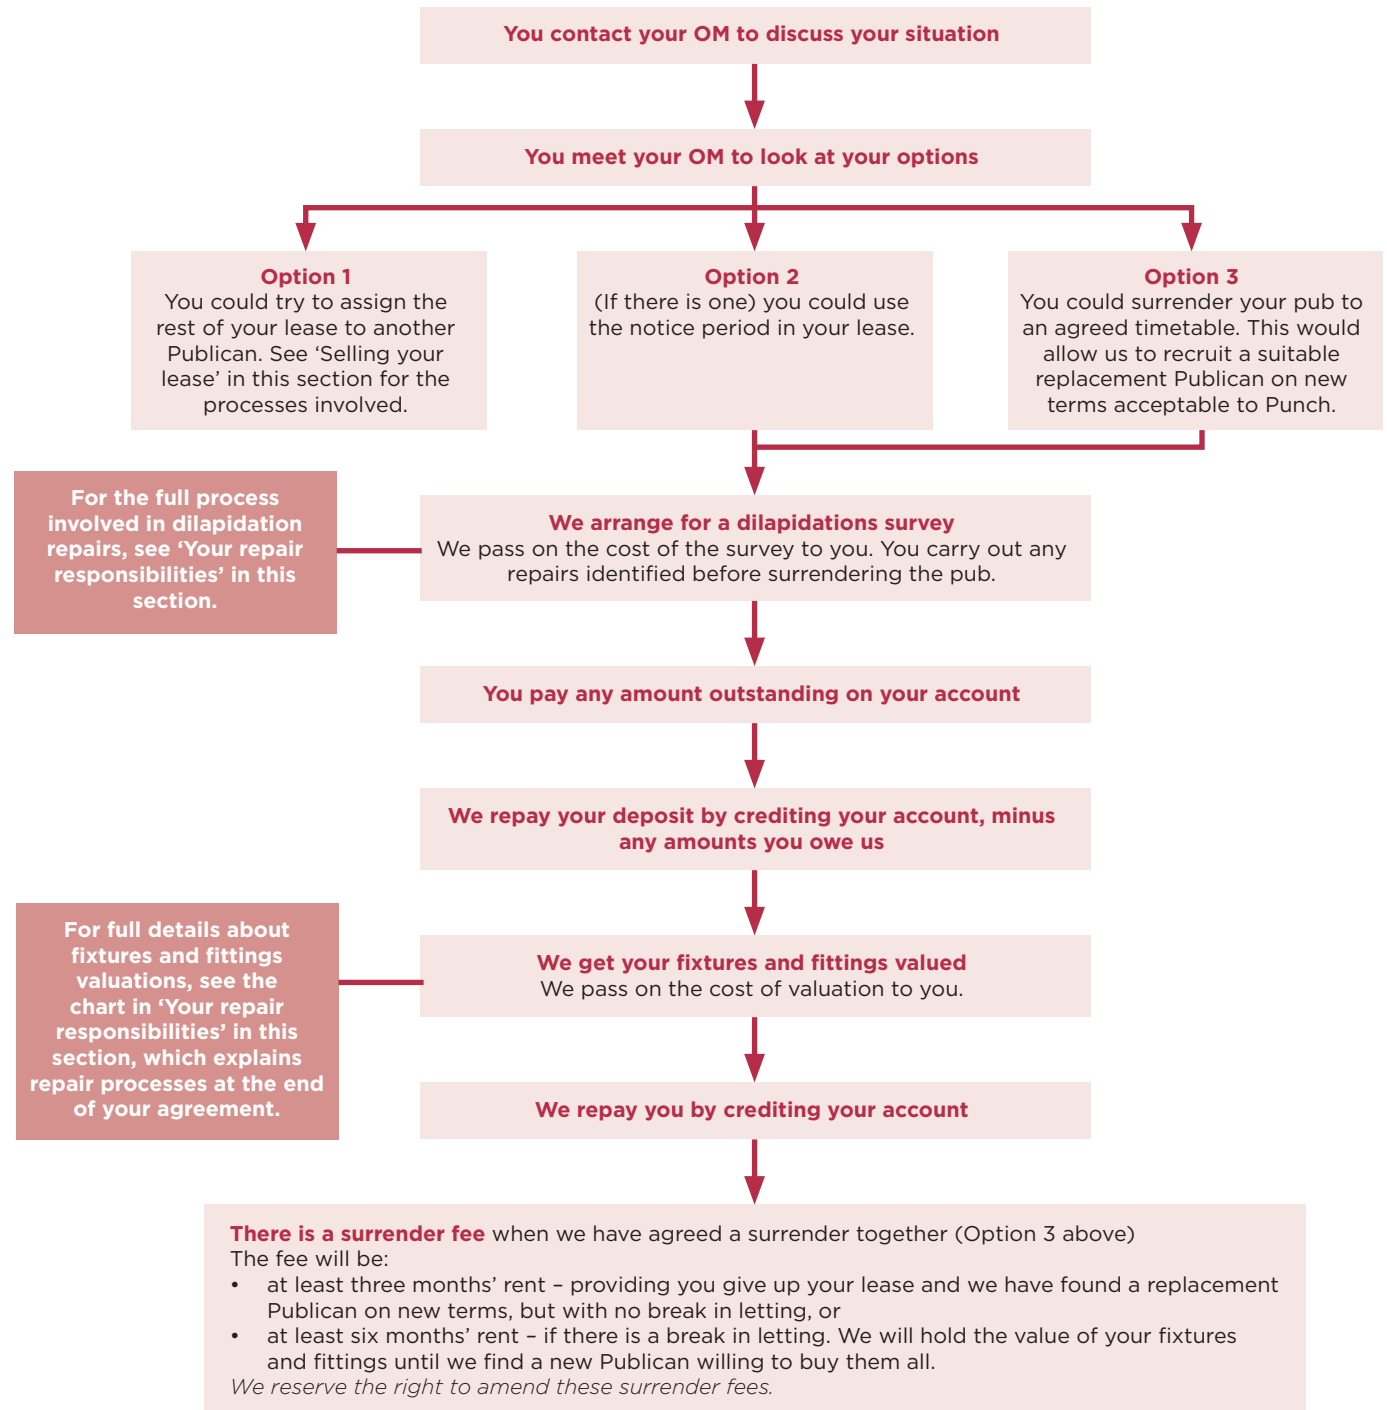 You contact your OM to discuss your situation
You meet your OM to look at your options
Option 1
You could try to assign the
rest of your lease to another
Publican. See ‘Selling your
lease’ in this section for the
processes involved.
Option 2
(If there is one) you could use
the notice period in your lease.
Option 3
You could surrender your pub to
an agreed timetable. This would
allow us to recruit a suitable
replacement Publican on new
terms acceptable to Punch.
For the full process
involved in dilapidation
repairs, see ‘Your repair
responsibilities’ in this
section.
We arrange for a dilapidations survey
We pass on the cost of the survey to you. You carry out any
repairs identified before surrendering the pub.
You pay any amount outstanding on your account
We repay your deposit by crediting your account, minus
any amounts you owe us
For full details about
fixtures and fittings
valuations, see the
chart in ‘Your repair
responsibilities’ in this
section, which explains
repair processes at the end
of your agreement.
We get your fixtures and fittings valued
We pass on the cost of valuation to you.
We repay you by crediting your account
There is a surrender fee when we have agreed a surrender together (Option 3 above)
The fee will be:
• at least three months’ rent – providing you give up your lease and we have found a replacement
Publican on new terms, but with no break in letting, or
• at least six months’ rent – if there is a break in letting. We will hold the value of your fixtures
and fittings until we find a new Publican willing to buy them all.
We reserve the right to amend these surrender fees.